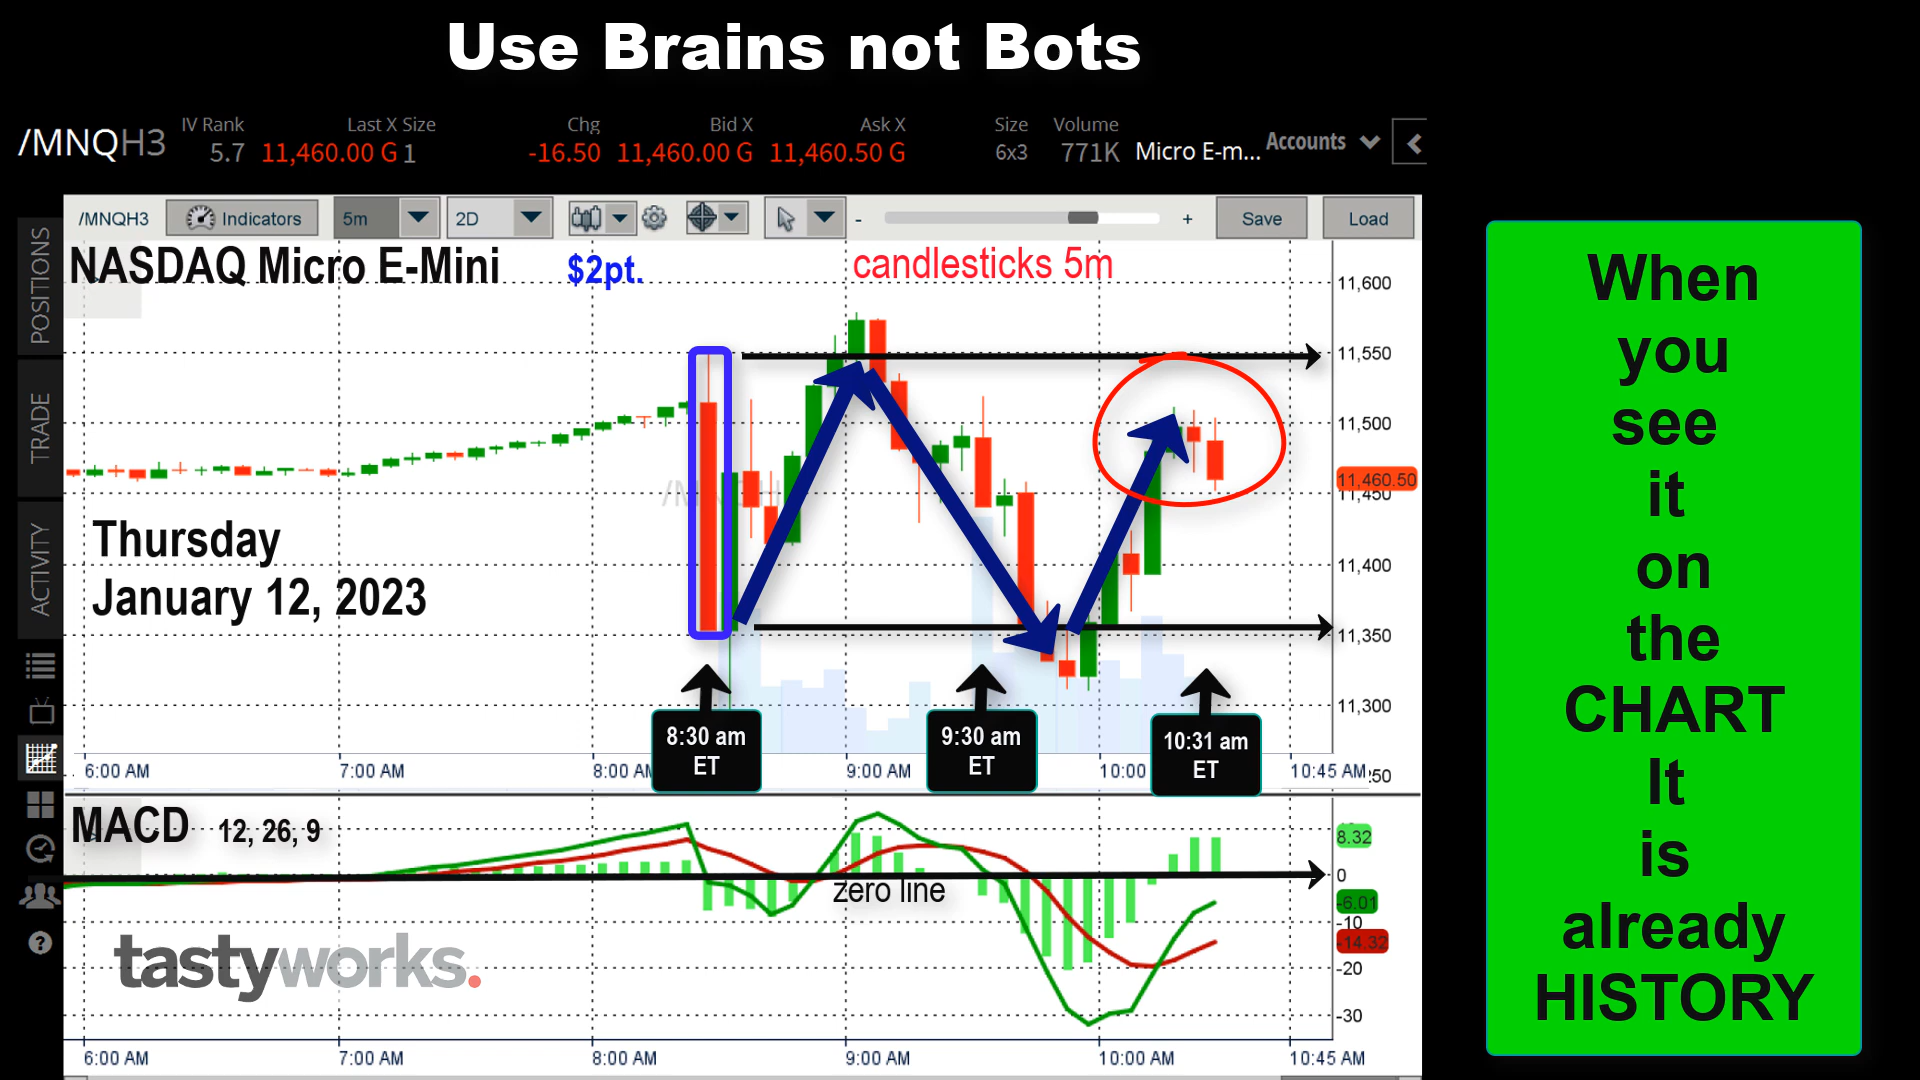 Use Brains not Bots
/MNQH3
IV Rank
5.7
Last X Size
11,460.00 G 1
Chg
-16.50
Bid X
11,460.00 G
Ask X
11,460.50 G
Size
6x3
Volume
771K
Micro E-m...
Accounts
POSITIONS
TRADE
ACTIVITY
/MNQH3
Indicators
5m
2D
-
+
Save
Load
NASDAQ Micro E-Mini
$2pt.
candlesticks 5m
Thursday
January 12, 2023
11,600
11,550
11,500
11,460.50
11,450
11,400
11,350
11,300
8:30 am
ET
9:30 am
ET
10:31 am
ET
6:00 AM
7:00 AM
9:00 AM
10:45 AM
MACD 12, 26, 9
zero line
8.32
0
-6.01
-10
-14.32
-20
-30
tastyworks.
6:00 AM
7:00 AM
8:00 AM
9:00 AM
10:00 AM
10:45 AM
When
you
see
it
on
the
CHART
It
is
already
HISTORY